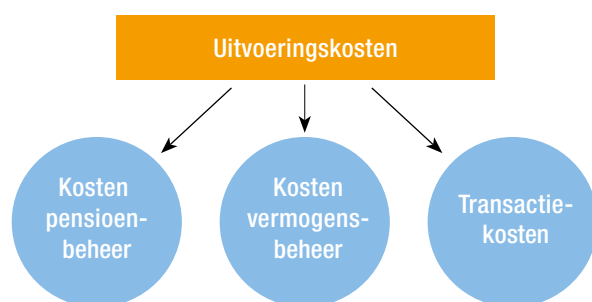 Uitvoeringskosten
Kosten
pensioen-
beheer
Kosten
vermogens-
beheer
Transactie-
kosten